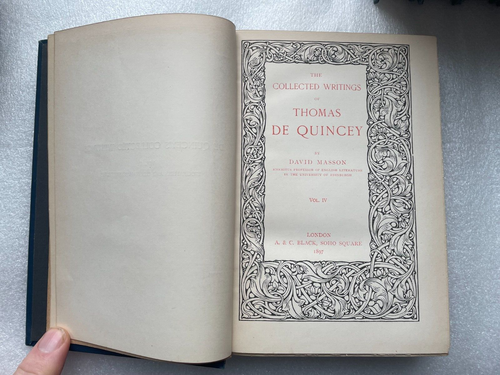 THE
COLLECTED WRITINGS
OF
THOMAS
DE QUINCEY
BY
DAVID MASSON
EMERITUS PROFESSOR OF ENGLISH LITERATURE
IN THE UNIVERSITY OF EDINBURGH
VOL. IV
LONDON
A. & C. BLACK, SOHO SQUARE
1897